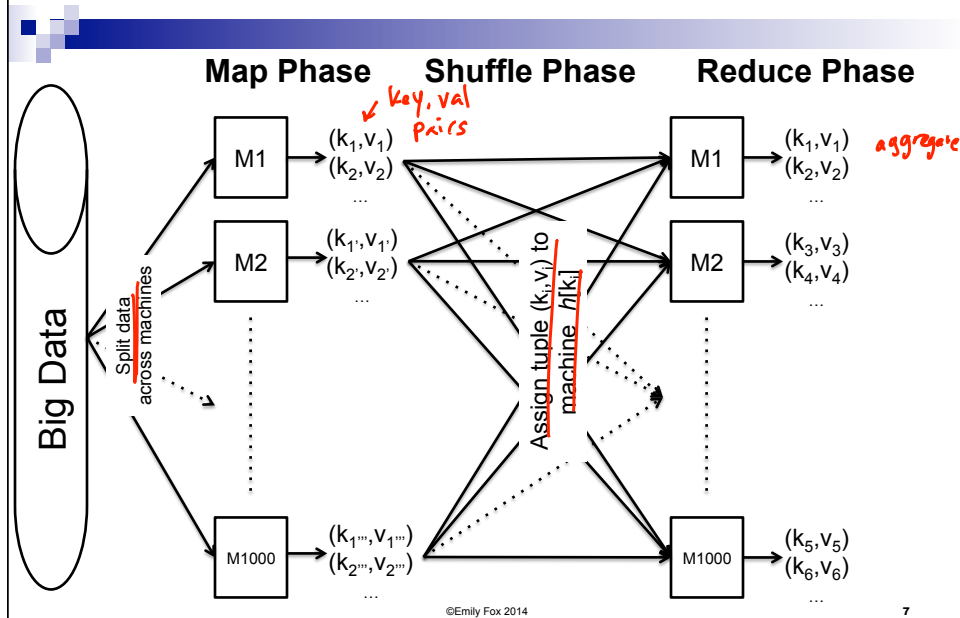 Map Phase Shuffle Phase Reduce Phase
key, val
pairs
Big Data
Split data
across machines
M1
(k₁,v₁)
(k₂,v₂)
...
M2
(k₁',v₁')
(k₂',v₂')
...
M1000
(k₁''',v₁''')
(k₂''',v₂''')
...
Assign tuple (kᵢ,vᵢ) to
machine h[kᵢ]
M1
(k₁,v₁)
(k₂,v₂)
...
aggregate
M2
(k₃,v₃)
(k₄,v₄)
...
M1000
(k₅,v₅)
(k₆,v₆)
...
©Emily Fox 2014
7